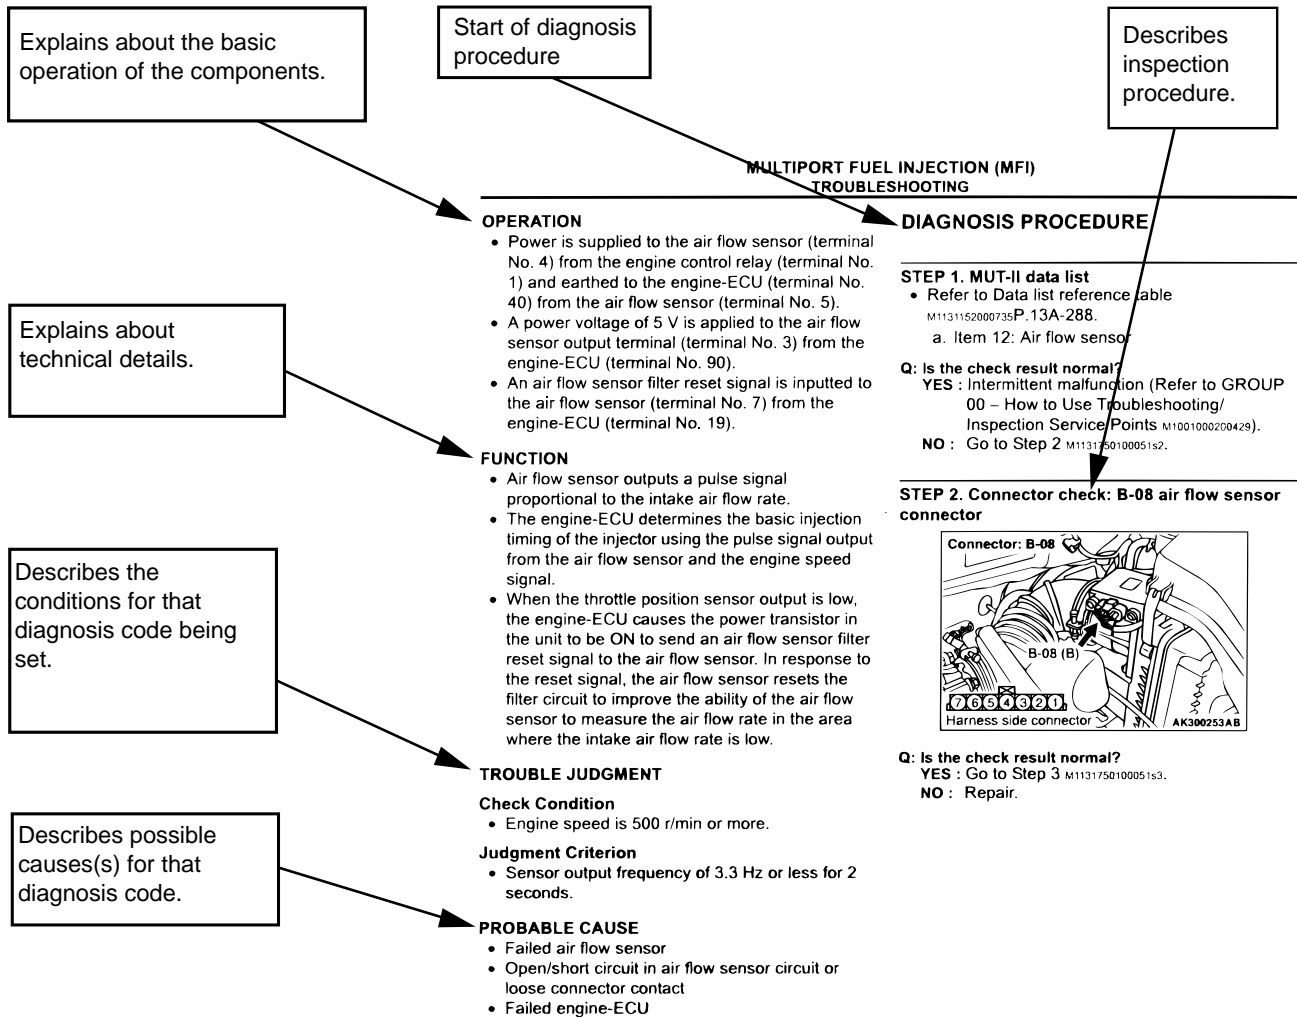 Explains about the basic
operation of the components.
Start of diagnosis
procedure
Describes
inspection
procedure.
Explains about
technical details.
Describes the
conditions for that
diagnosis code being
set.
Describes possible
causes(s) for that
diagnosis code.
MULTIPORT FUEL INJECTION (MFI)
TROUBLESHOOTING
OPERATION
• Power is supplied to the air flow sensor (terminal
No. 4) from the engine control relay (terminal No.
1) and earthed to the engine-ECU (terminal No.
40) from the air flow sensor (terminal No. 5).
• A power voltage of 5 V is applied to the air flow
sensor output terminal (terminal No. 3) from the
engine-ECU (terminal No. 90).
• An air flow sensor filter reset signal is inputted to
the air flow sensor (terminal No. 7) from the
engine-ECU (terminal No. 19).
FUNCTION
• Air flow sensor outputs a pulse signal
proportional to the intake air flow rate.
• The engine-ECU determines the basic injection
timing of the injector using the pulse signal output
from the air flow sensor and the engine speed
signal.
• When the throttle position sensor output is low,
the engine-ECU causes the power transistor in
the unit to be ON to send an air flow sensor filter
reset signal to the air flow sensor. In response to
the reset signal, the air flow sensor resets the
filter circuit to improve the ability of the air flow
sensor to measure the air flow rate in the area
where the intake air flow rate is low.
TROUBLE JUDGMENT
Check Condition
• Engine speed is 500 r/min or more.
Judgment Criterion
• Sensor output frequency of 3.3 Hz or less for 2
seconds.
PROBABLE CAUSE
• Failed air flow sensor
• Open/short circuit in air flow sensor circuit or
loose connector contact
• Failed engine-ECU
DIAGNOSIS PROCEDURE
STEP 1. MUT-II data list
• Refer to Data list reference table
M1131152000735P.13A-288.
a. Item 12: Air flow sensor
Q: Is the check result normal?
YES : Intermittent malfunction (Refer to GROUP
00 – How to Use Troubleshooting/
Inspection Service Points M1001000200429).
NO : Go to Step 2 M1131750100051s2.
STEP 2. Connector check: B-08 air flow sensor
connector
Connector: B-08
B-08 (B)
7 6 5 4 3 2 1
Harness side connector
AK300253AB
Q: Is the check result normal?
YES : Go to Step 3 M1131750100051s3.
NO : Repair.